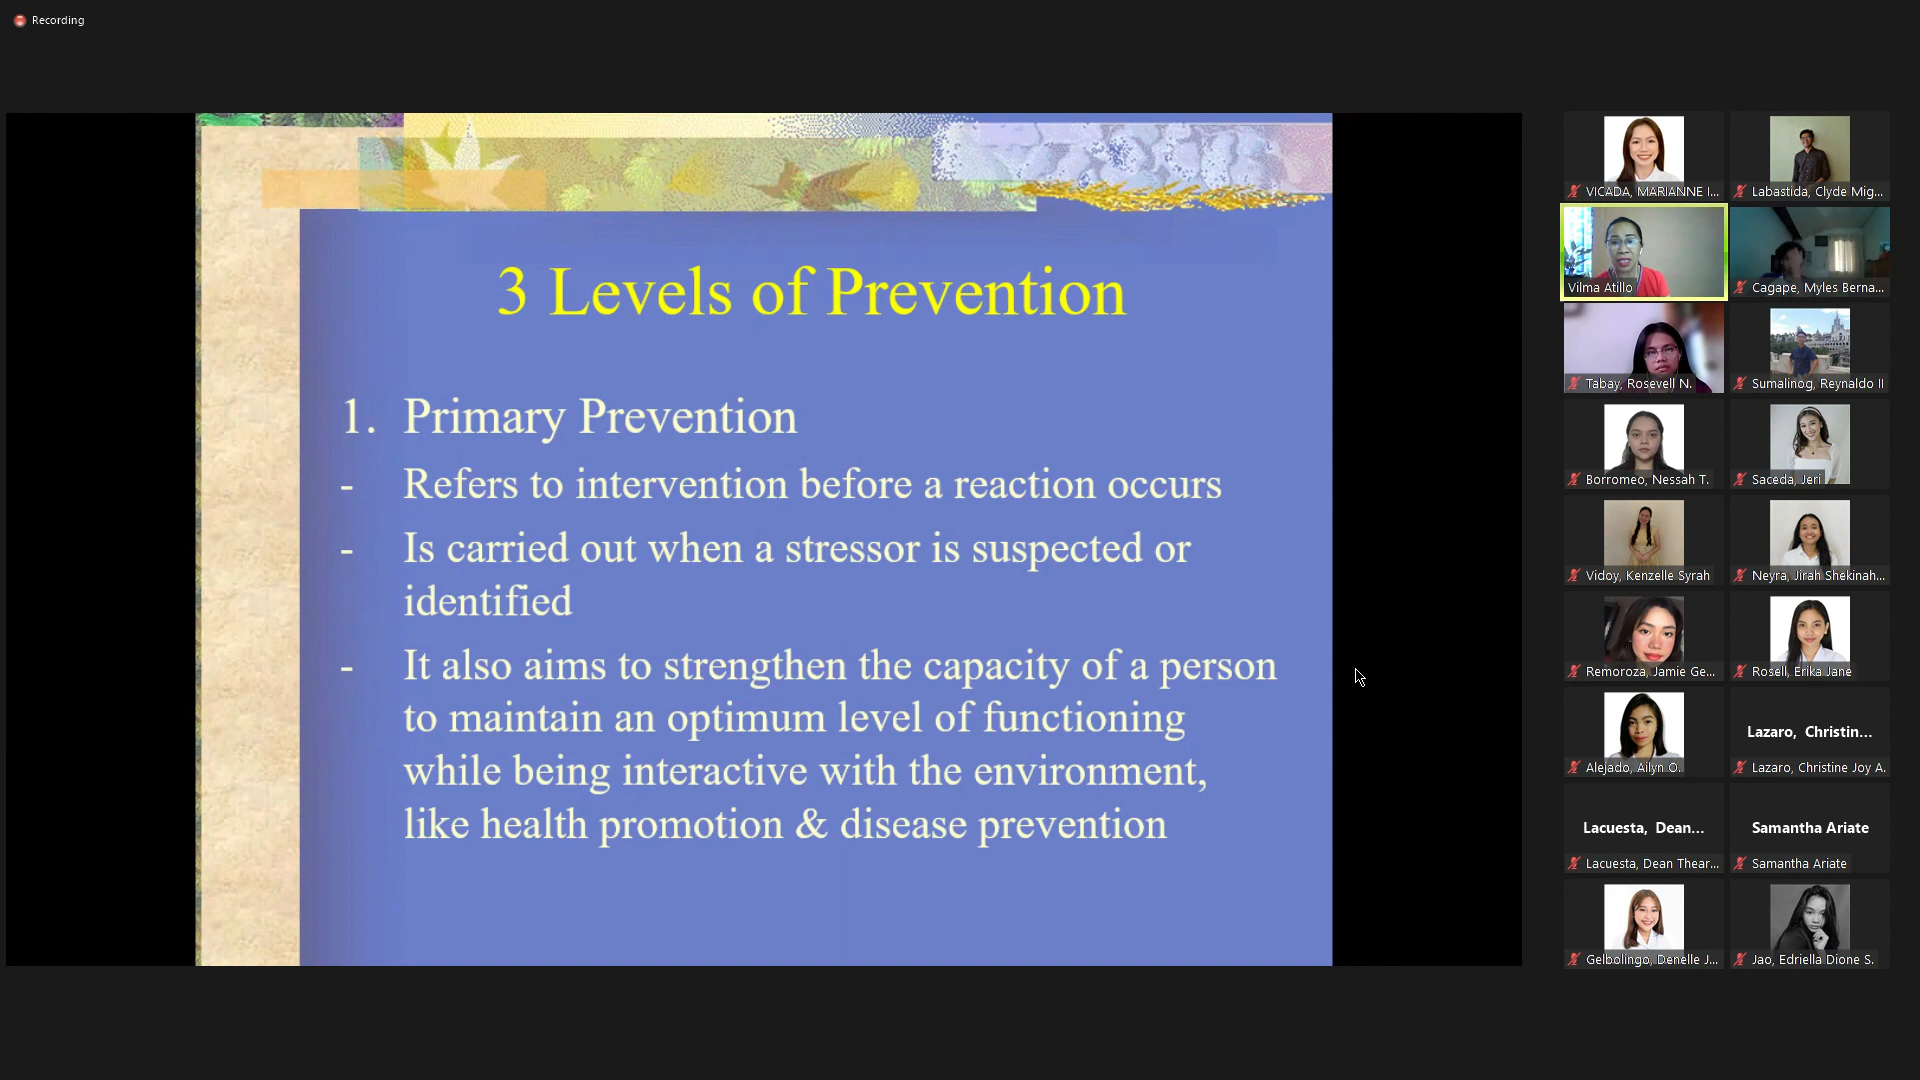 Recording
3 Levels of Prevention
1. Primary Prevention
- Refers to intervention before a reaction occurs
- Is carried out when a stressor is suspected or
identified
- It also aims to strengthen the capacity of a person
to maintain an optimum level of functioning
while being interactive with the environment,
like health promotion & disease prevention
VICADA, MARIANNE I...
Labastida, Clyde Mig...
Vilma Atillo
Cagape, Myles Berna...
Tabay, Rosevell N.
Sumalinog, Reynaldo II
Borromeo, Nessah T.
Saceda, Jeri
Vidoy, Kenzelle Syrah
Neyra, Jirah Shekinah...
Remoroza, Jamie Ge...
Rosell, Erika Jane
Alejado, Ailyn O.
Lazaro, Christin...
Lazaro, Christine Joy A.
Lacuesta, Dean...
Lacuesta, Dean Thear...
Samantha Ariate
Samantha Ariate
Gelbolingo, Denelle J...
Jao, Edriella Dione S.